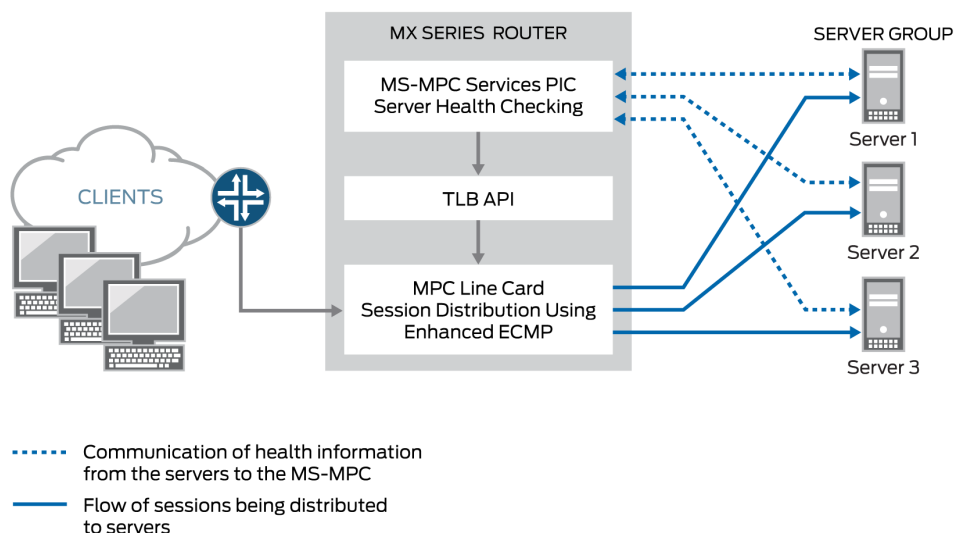 MX SERIES ROUTER
SERVER GROUP
MS-MPC Services PIC
Server Health Checking
Server 1
CLIENTS
TLB API
Server 2
MPC Line Card
Session Distribution Using
Enhanced ECMP
Server 3
Communication of health information
from the servers to the MS-MPC
Flow of sessions being distributed
to servers